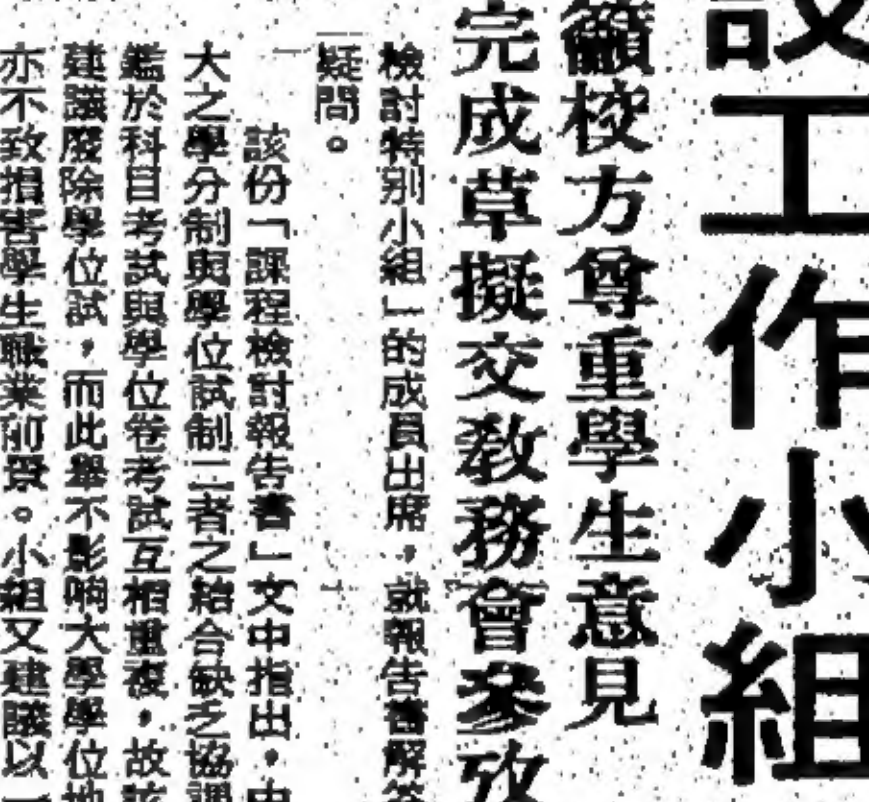 設工作小組
籲校方尊重學生意見
完成草擬交教務會參攷
檢討特別小組」的成員出席，就報告書解答
疑問。
該份「課程檢討報告書」文中指出，中
大之學分制與學位試制二者之結合缺乏協調
鑑於科目考試與學位卷考試互相重複，故該
建議廢除學位試，而此舉不影响大學學位地
亦不致損害學生職業前景。小組又建議以一